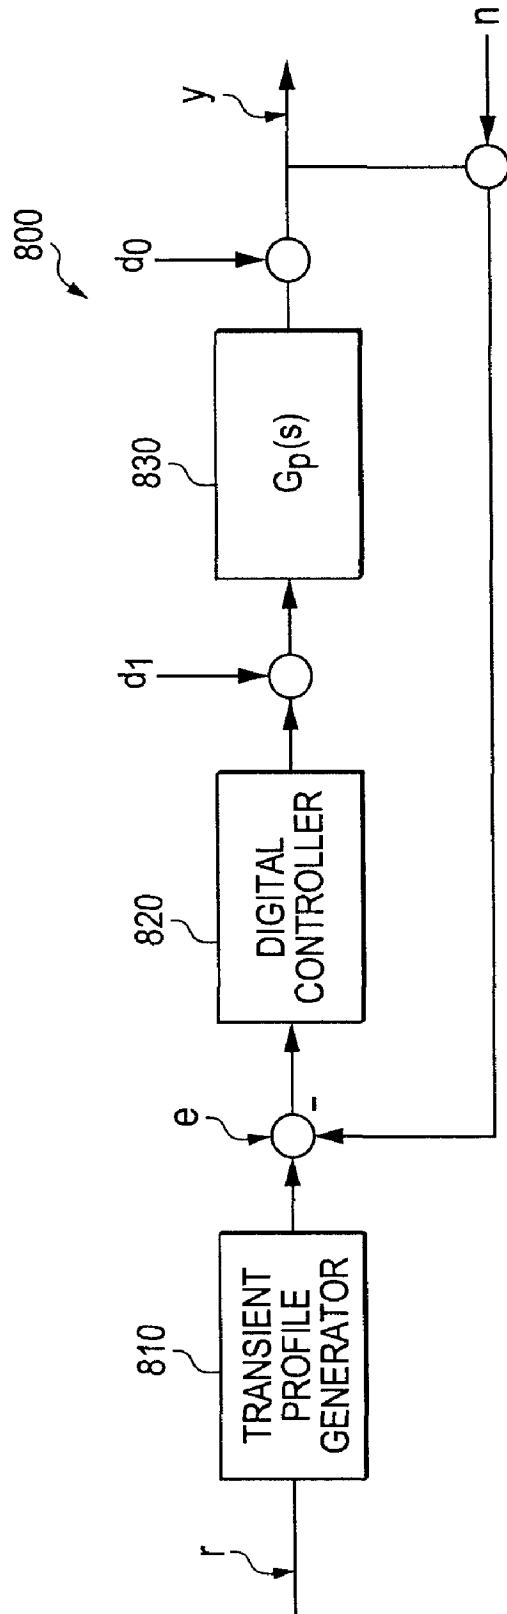 800
r
810
TRANSIENT
PROFILE
GENERATOR
e
-
820
DIGITAL
CONTROLLER
d1
830
Gp(s)
d0
y
n